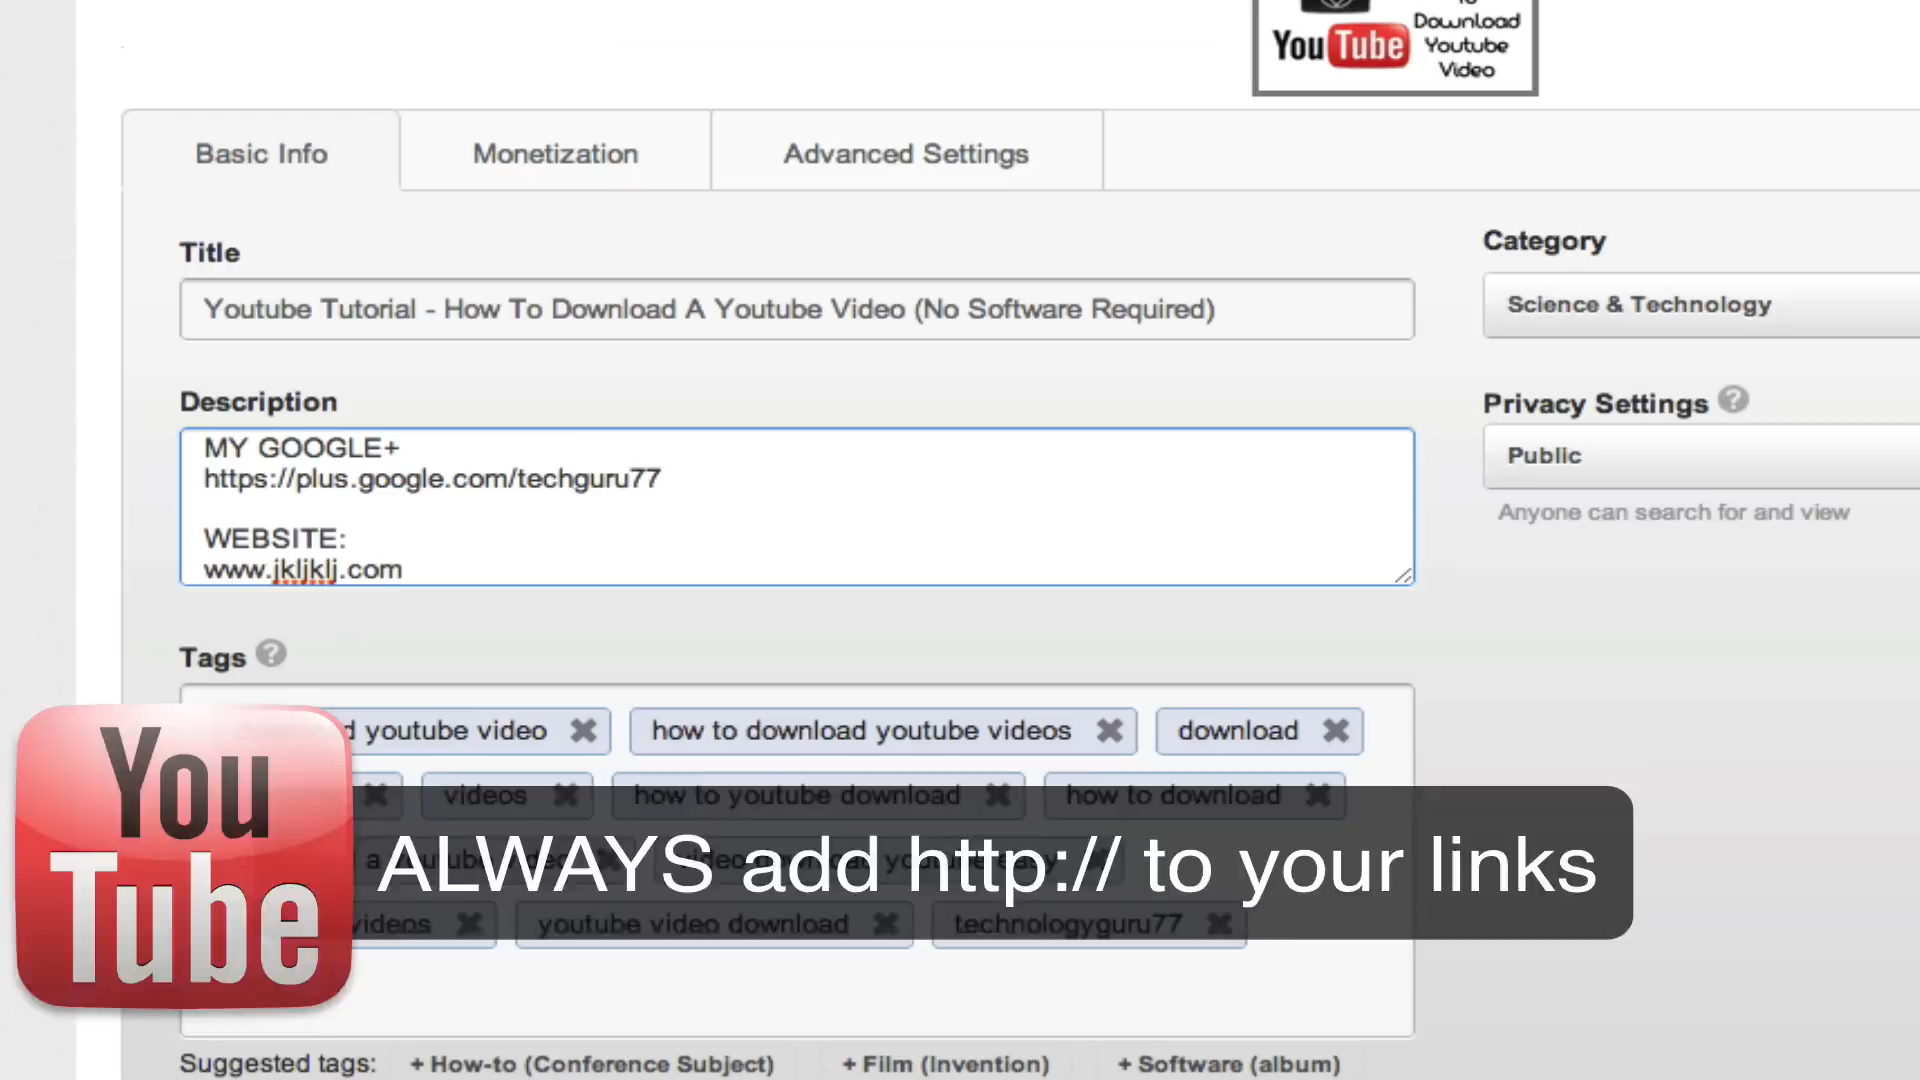 Download
You Tube
Youtube
Video
Basic Info
Monetization
Advanced Settings
Title
Category
Youtube Tutorial - How To Download A Youtube Video (No Software Required)
Science & Technology
Description
Privacy Settings
MY GOOGLE+
https://plus.google.com/techguru77
Public
Anyone can search for and view
WEBSITE:
www.jkljklj.com
Tags
youtube video
how to download youtube videos
download
videos
how to youtube download
how to download
You Tube
ALWAYS add http:// to your links
videos
youtube video download
technologyguru77
Suggested tags:
+ How-to (Conference Subject)
+ Film (Invention)
+ Software (album)